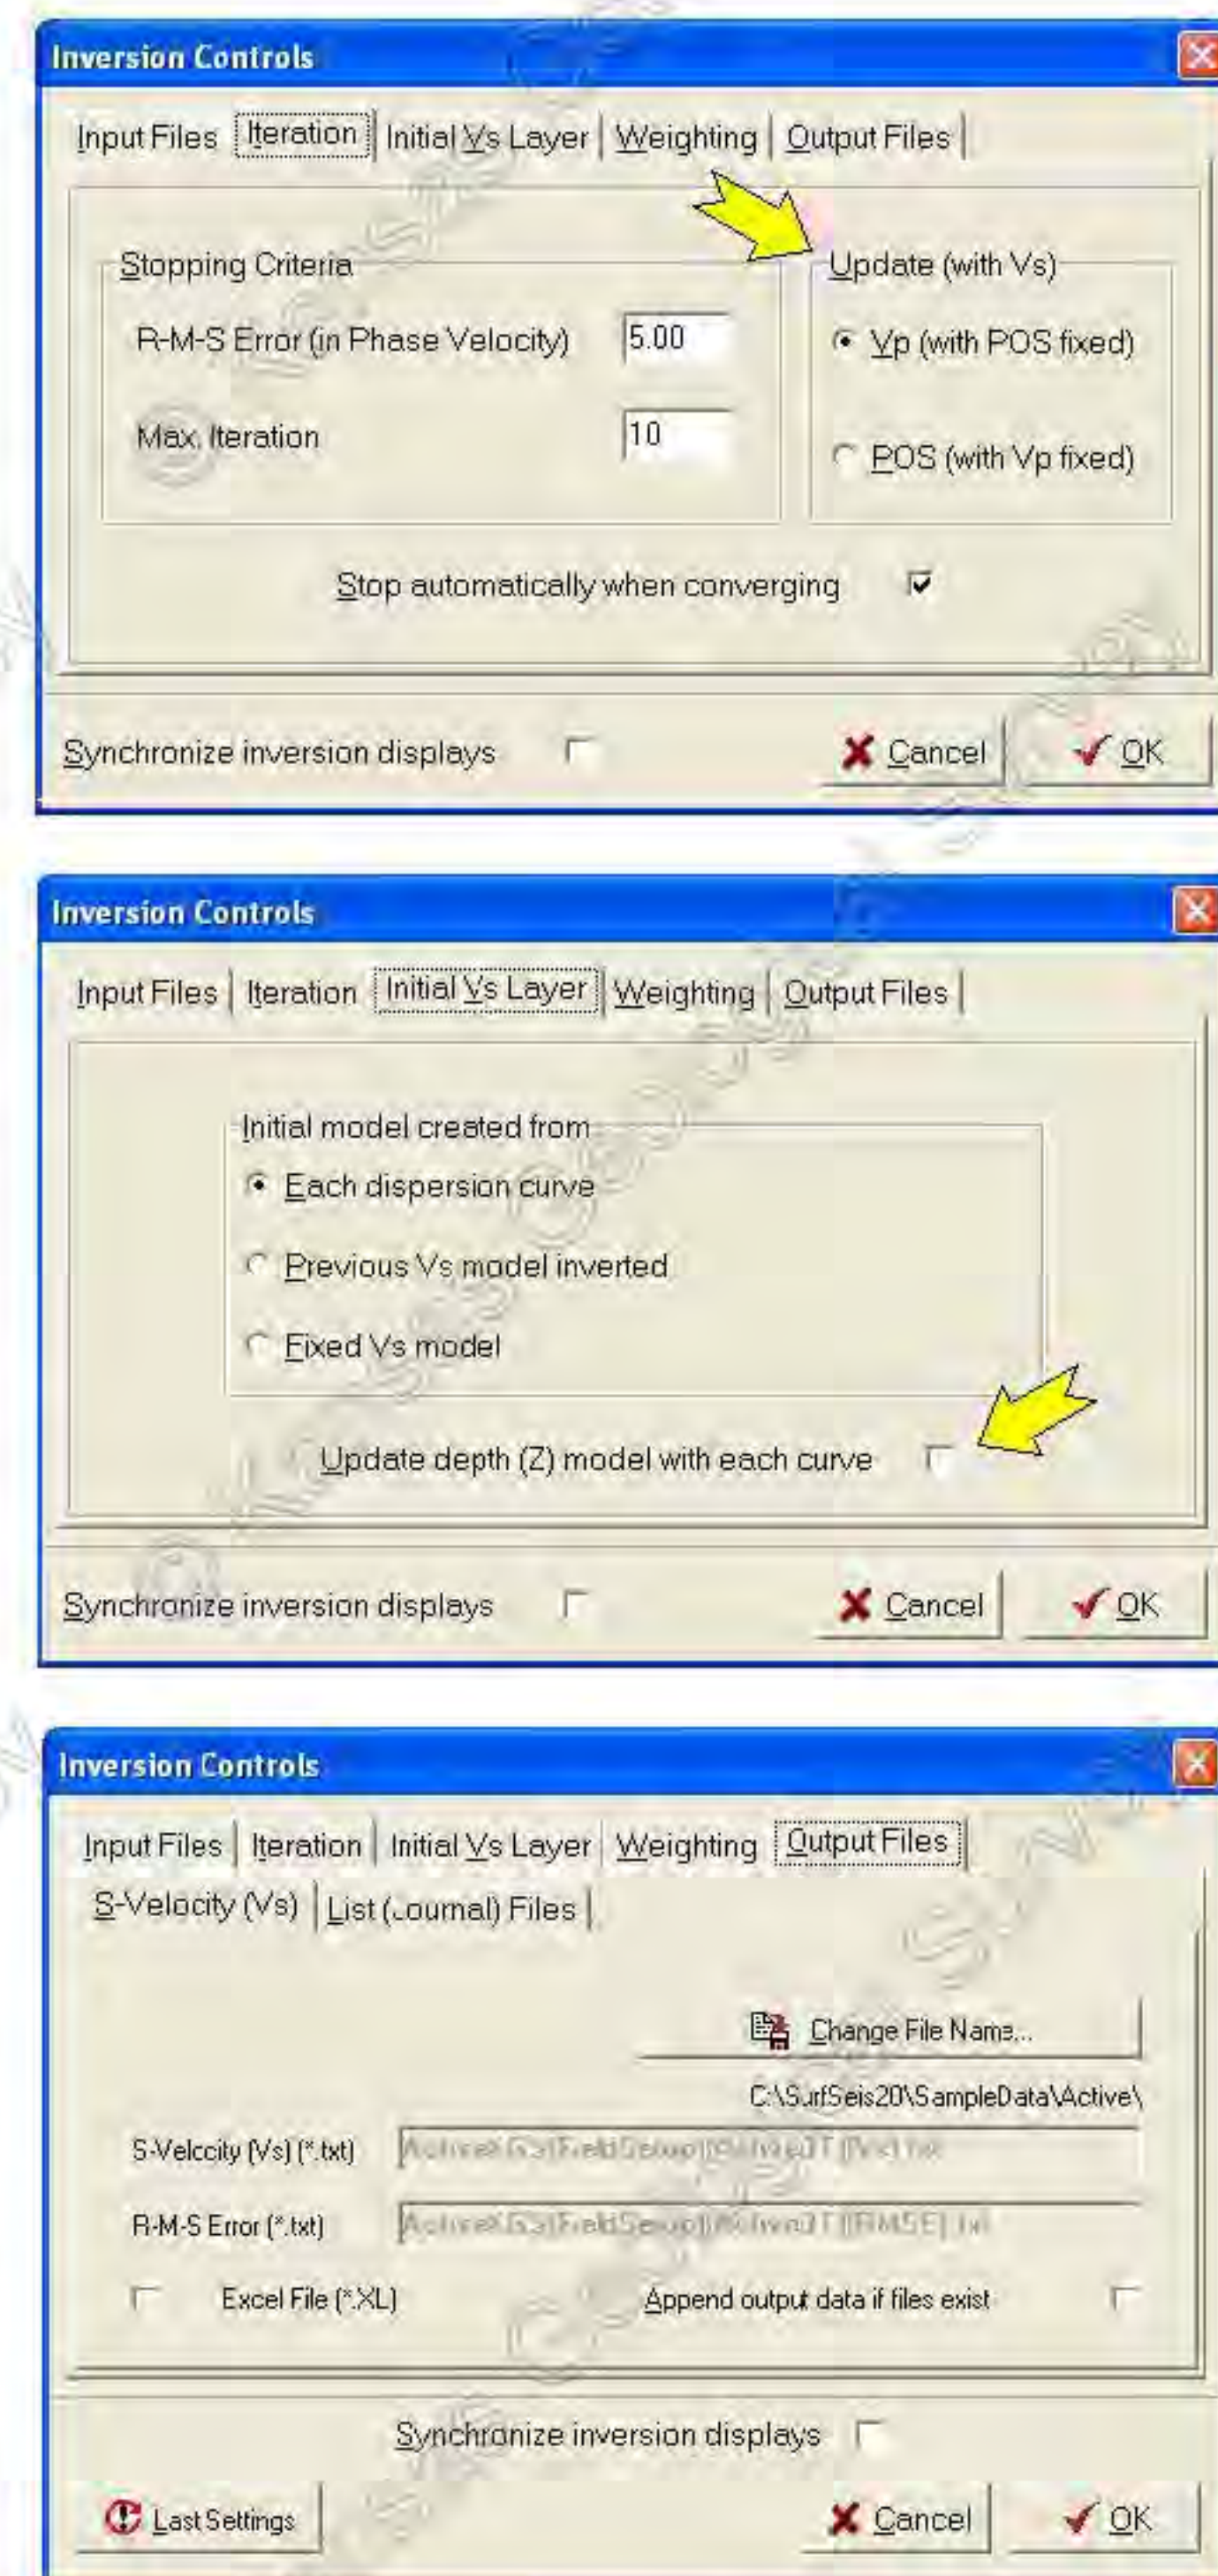 Inversion Controls
Input Files Iteration Initial Vs Layer Weighting Output Files
Stopping Criteria Update (with Vs)
R-M-S Error (in Phase Velocity) 5.00 Vp (with POS fixed)
Max. Iteration 10 POS (with Vp fixed)
Stop automatically when converging
Synchronize inversion displays Cancel OK
Inversion Controls
Input Files Iteration Initial Vs Layer Weighting Output Files
Initial model created from
Each dispersion curve
Previous Vs model inverted
Fixed Vs model
Update depth (Z) model with each curve
Synchronize inversion displays Cancel OK
Inversion Controls
Input Files Iteration Initial Vs Layer Weighting Output Files
S-Velocity (Vs) List (Journal) Files
Change File Name...
C:\SurfSeis20\SampleData\Active\
S-Velocity (Vs) (*.txt)
R-M-S Error (*.txt)
Excel File (*.XL) Append output data if files exist
Synchronize inversion displays
Last Settings Cancel OK